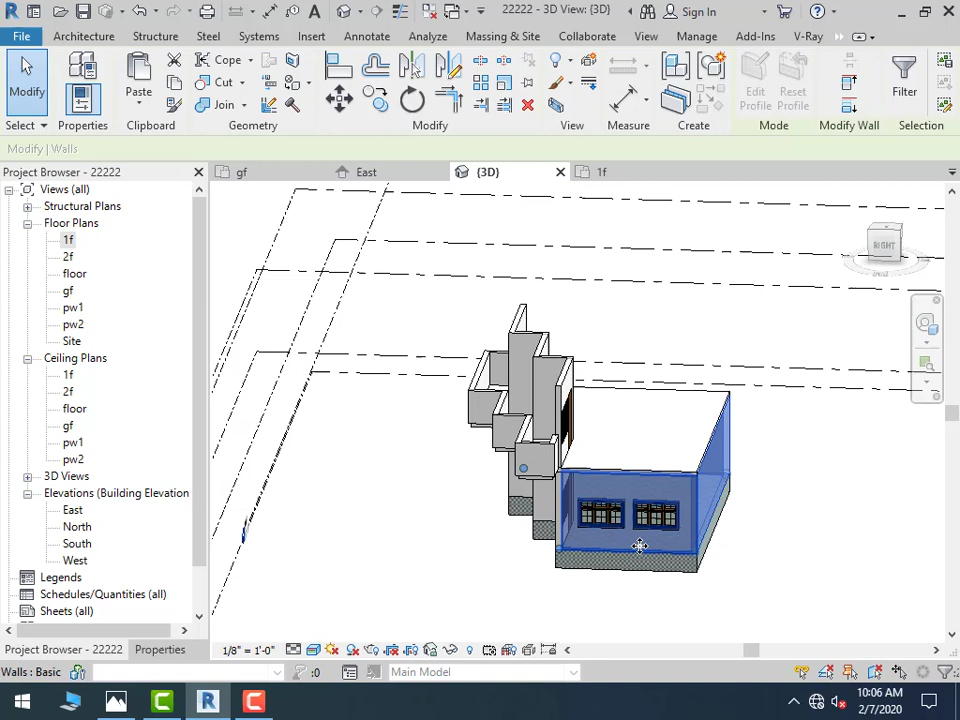 22222 - 3D View: {3D}
Sign In
File
Architecture
Structure
Steel
Systems
Insert
Annotate
Analyze
Massing & Site
Collaborate
View
Manage
Add-Ins
V-Ray
Modify
Select
Properties
Paste
Clipboard
Cope
Cut
Join
Geometry
Modify
View
Measure
Create
Edit
Profile
Reset
Profile
Mode
Modify Wall
Filter
Selection
Modify | Walls
Project Browser - 22222
gf
East
{3D}
1f
Views (all)
Structural Plans
Floor Plans
1f
2f
floor
gf
pw1
pw2
Site
Ceiling Plans
1f
2f
floor
gf
pw1
pw2
3D Views
Elevations (Building Elevation
East
North
South
West
Legends
Schedules/Quantities (all)
Sheets (all)
RIGHT
Project Browser - 22222
Properties
1/8" = 1'-0"
Walls : Basic
:0
Main Model
:0
10:06 AM
2/7/2020